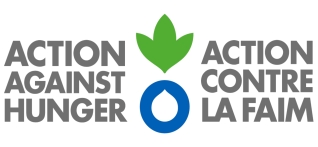 ACTION
AGAINST
HUNGER
ACTION
CONTRE
LA FAIM